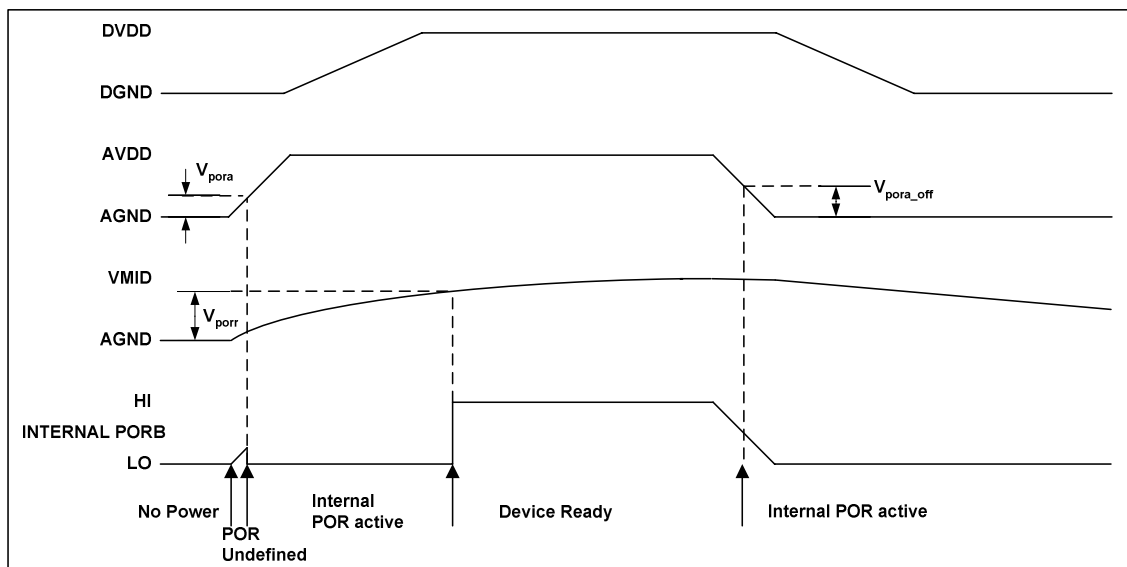 DVDD
DGND
AVDD
Vpora
AGND
Vpora_off
VMID
Vporr
AGND
HI
INTERNAL PORB
LO
No Power
POR
Undefined
Internal
POR active
Device Ready
Internal POR active